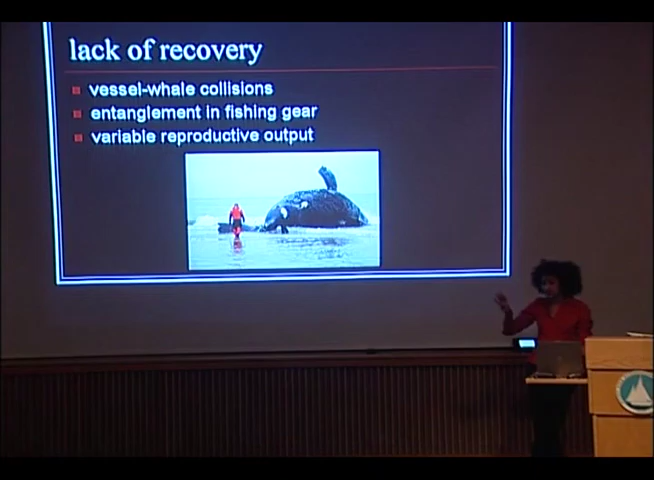 lack of recovery
vessel-whale collisions
entanglement in fishing gear
variable reproductive output